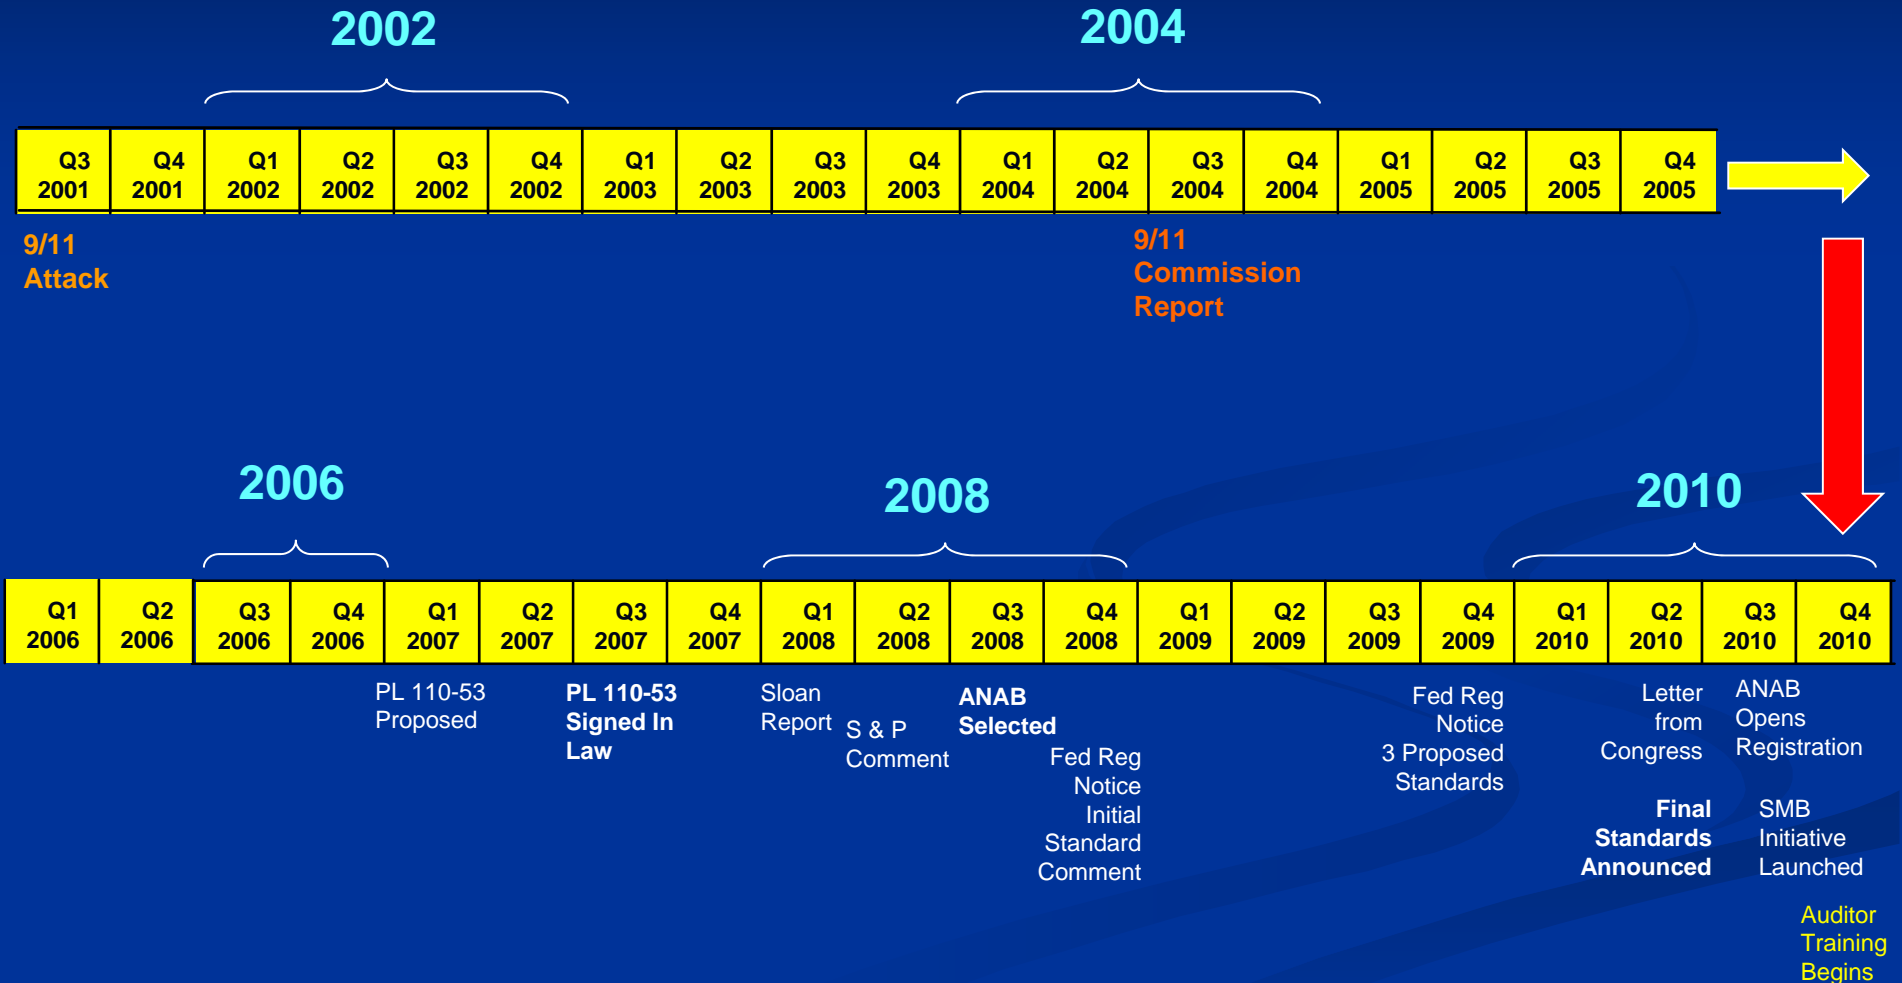 2002
2004
Q3 Q4 Q1 Q2 Q3 Q4 Q1 Q2 Q3 Q4 Q1 Q2 Q3 Q4 Q1 Q2 Q3 Q4
2001 2001 2002 2002 2002 2002 2003 2003 2003 2003 2004 2004 2004 2004 2005 2005 2005 2005
9/11
Attack
9/11
Commission
Report
2006
2008
2010
Q1 Q2 Q3 Q4 Q1 Q2 Q3 Q4 Q1 Q2 Q3 Q4 Q1 Q2 Q3 Q4 Q1 Q2 Q3 Q4
2006 2006 2006 2006 2007 2007 2007 2007 2008 2008 2008 2008 2009 2009 2009 2009 2010 2010 2010 2010
PL 110-53
Proposed
PL 110-53
Signed In
Law
Sloan
Report
S & P
Comment
ANAB
Selected
Fed Reg
Notice
Initial
Standard
Comment
Fed Reg
Notice
3 Proposed
Standards
Letter
from
Congress
ANAB
Opens
Registration
Final
Standards
Announced
SMB
Initiative
Launched
Auditor
Training
Begins